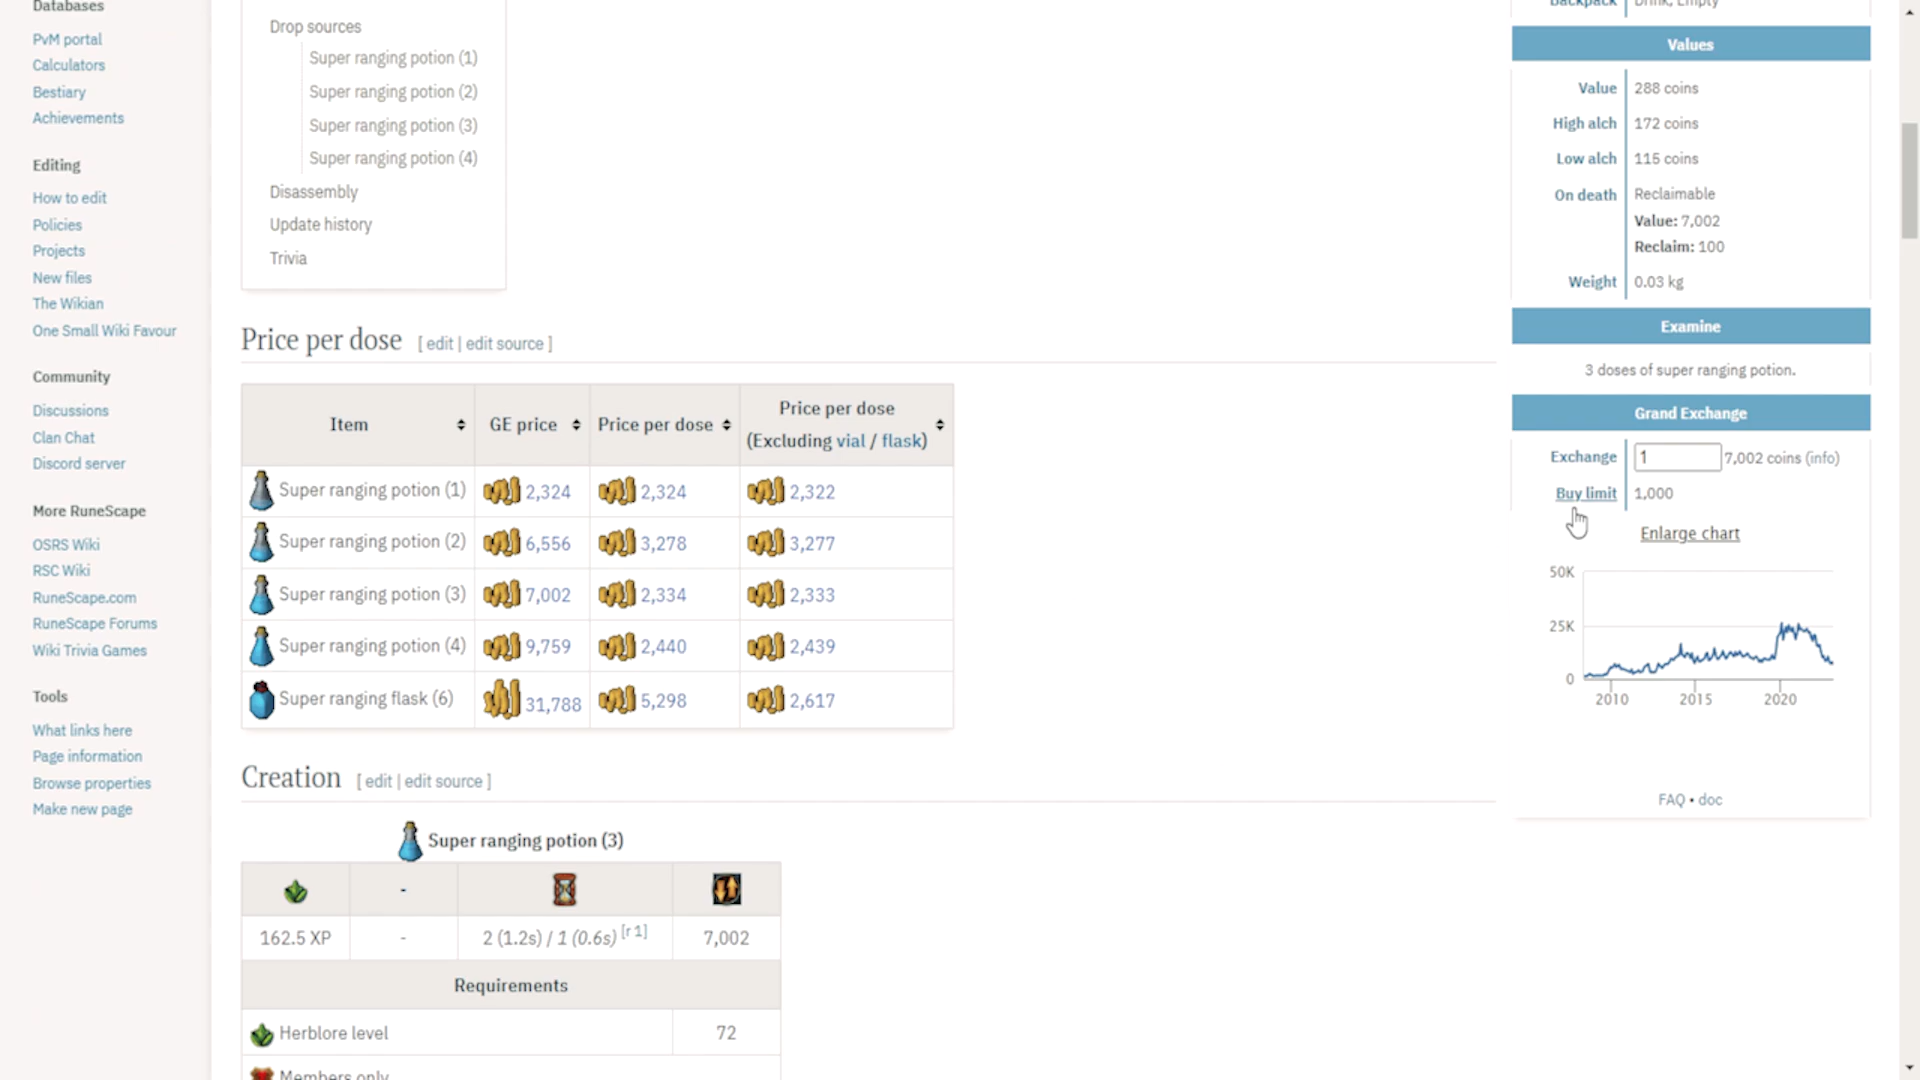 Databases
PvM portal
Calculators
Bestiary
Achievements
Editing
How to edit
Policies
Projects
New files
The Wikian
One Small Wiki Favour
Community
Discussions
Clan Chat
Discord server
More RuneScape
OSRS Wiki
RSC Wiki
RuneScape.com
RuneScape Forums
Wiki Trivia Games
Tools
What links here
Page information
Browse properties
Make new page
Drop sources
Super ranging potion (1)
Super ranging potion (2)
Super ranging potion (3)
Super ranging potion (4)
Disassembly
Update history
Trivia
Price per dose [ edit | edit source ]
Item GE price Price per dose Price per dose
(Excluding vial / flask)
Super ranging potion (1) 2,324 2,324 2,322
Super ranging potion (2) 6,556 3,278 3,277
Super ranging potion (3) 7,002 2,334 2,333
Super ranging potion (4) 9,759 2,440 2,439
Super ranging flask (6) 31,788 5,298 2,617
Creation [ edit | edit source ]
Super ranging potion (3)
-
162.5 XP - 2 (1.2s) / 1 (0.6s) [r 1] 7,002
Requirements
Herblore level 72
Members only
Backpack Drink, Empty
Values
Value 288 coins
High alch 172 coins
Low alch 115 coins
On death Reclaimable
Value: 7,002
Reclaim: 100
Weight 0.03 kg
Examine
3 doses of super ranging potion.
Grand Exchange
Exchange 1 7,002 coins (info)
Buy limit 1,000
Enlarge chart
50K
25K
0
2010 2015 2020
FAQ • doc